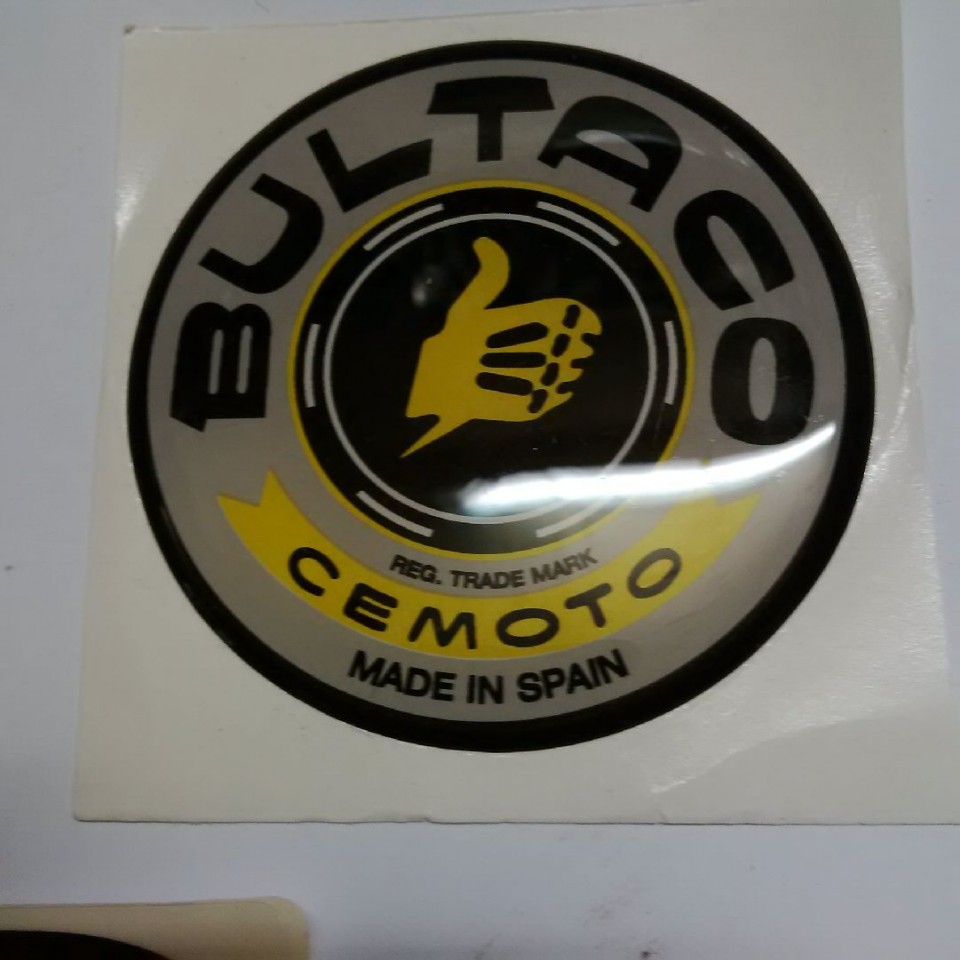 BULTACO
REG. TRADE MARK
CEMOTO
MADE IN SPAIN